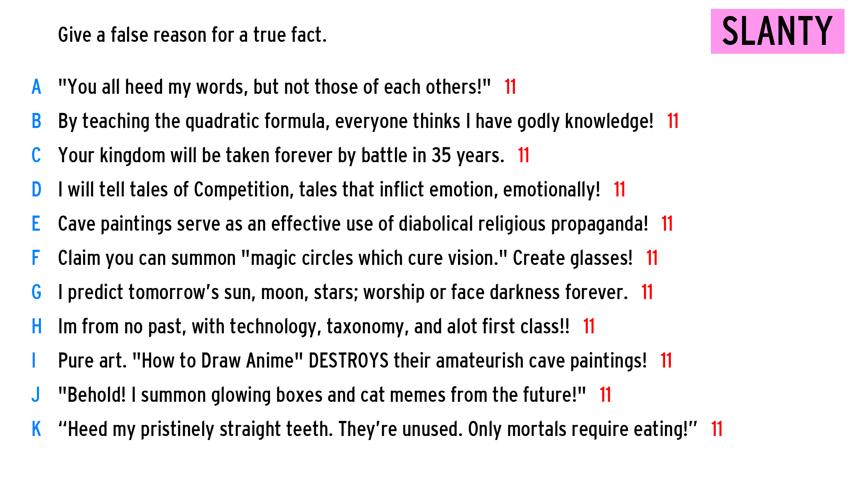 Give a false reason for a true fact.
SLANTY
A "You all heed my words, but not those of each others!" 11
B By teaching the quadratic formula, everyone thinks I have godly knowledge! 11
C Your kingdom will be taken forever by battle in 35 years. 11
D I will tell tales of Competition, tales that inflict emotion, emotionally! 11
E Cave paintings serve as an effective use of diabolical religious propaganda! 11
F Claim you can summon "magic circles which cure vision." Create glasses! 11
G I predict tomorrow's sun, moon, stars; worship or face darkness forever. 11
H Im from no past, with technology, taxonomy, and alot first class!! 11
I Pure art. "How to Draw Anime" DESTROYS their amateurish cave paintings! 11
J "Behold! I summon glowing boxes and cat memes from the future!" 11
K “Heed my pristinely straight teeth. They’re unused. Only mortals require eating!” 11